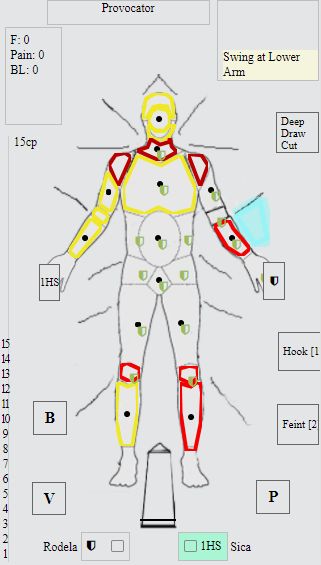 Provocator
F: 0
Pain: 0
BL: 0
Swing at Lower
Arm
Deep
Draw
Cut
15cp
1HS
15
14
13
12
11
10
9
8
7
6
5
4
3
2
1
Hook [1
Feint [2
B
V
P
Rodela
1HS Sica